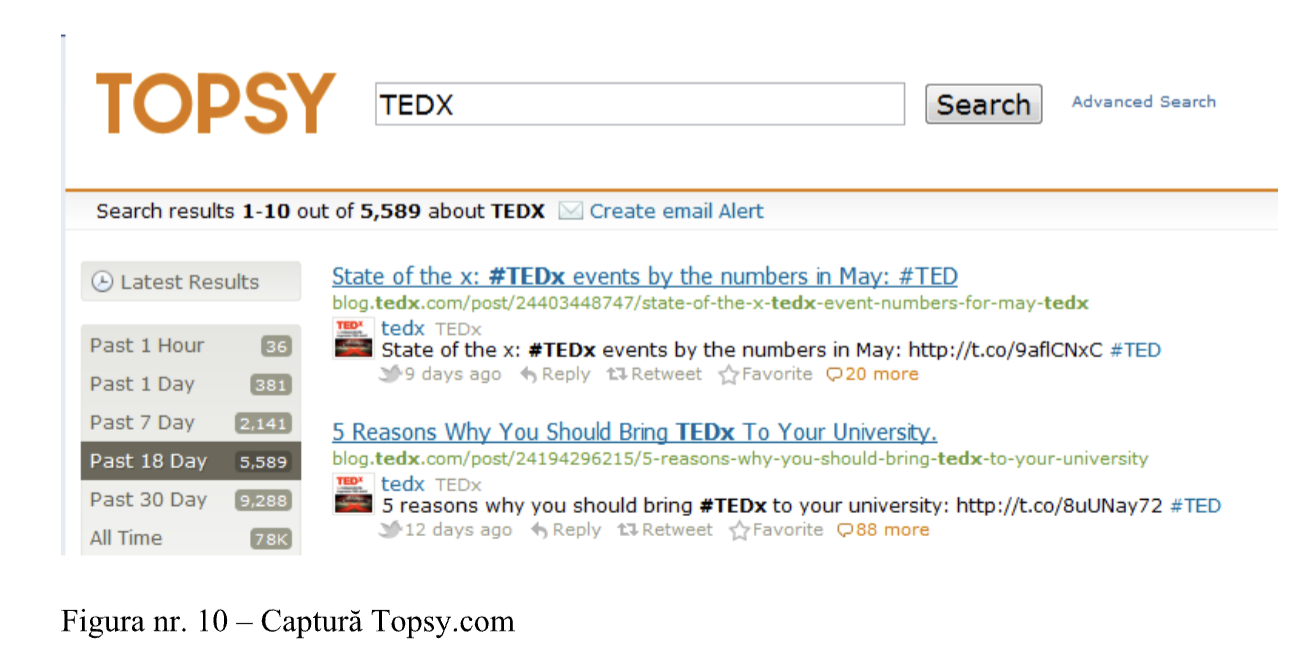 TOPSY
TEDX
Search
Advanced Search
Search results 1-10 out of 5,589 about TEDX Create email Alert
Latest Results
Past 1 Hour 36
Past 1 Day 381
Past 7 Day 2,141
Past 18 Day 5,589
Past 30 Day 9,288
All Time 78K
State of the x: #TEDx events by the numbers in May: #TED
blog.tedx.com/post/24403448747/state-of-the-x-tedx-event-numbers-for-may-tedx
TEDx
tedx TEDx
State of the x: #TEDx events by the numbers in May: http://t.co/9aflCNxC #TED
9 days ago Reply Retweet Favorite 20 more
5 Reasons Why You Should Bring TEDx To Your University.
blog.tedx.com/post/24194296215/5-reasons-why-you-should-bring-tedx-to-your-university
TEDx
tedx TEDx
5 reasons why you should bring #TEDx to your university: http://t.co/8uUNay72 #TED
12 days ago Reply Retweet Favorite 88 more
Figura nr. 10 – Captură Topsy.com